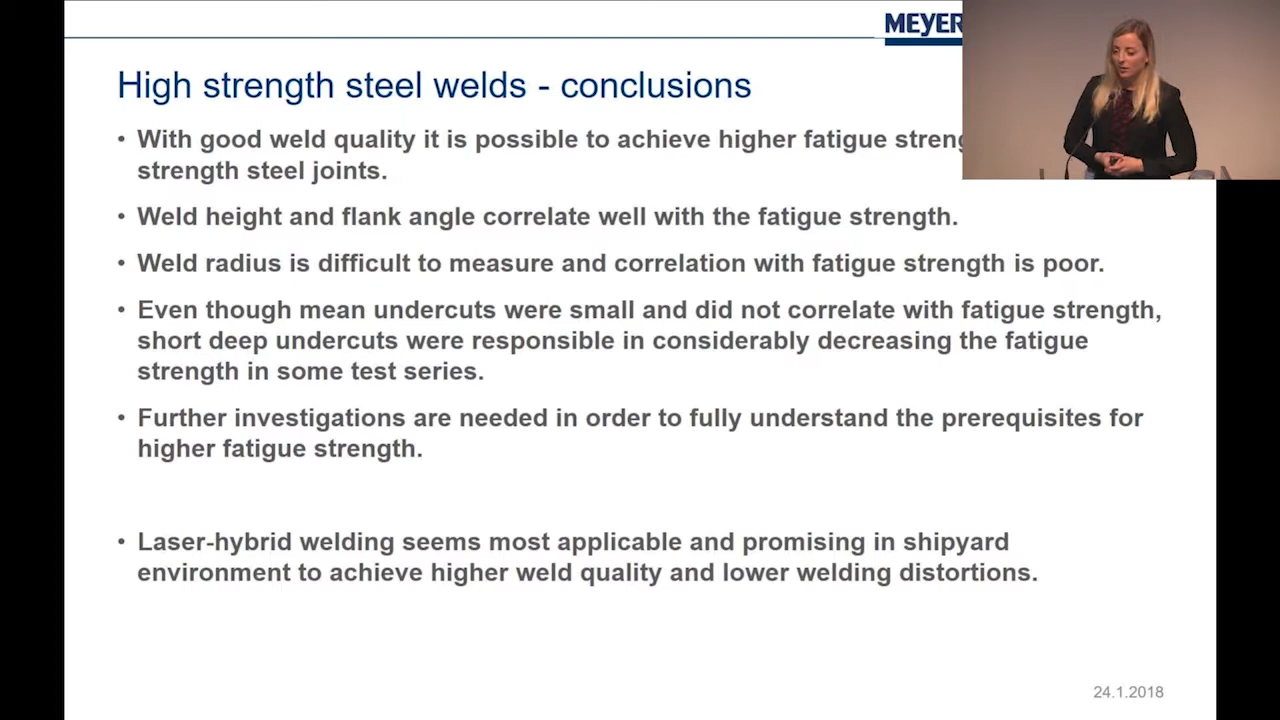 MEYER
High strength steel welds - conclusions
• With good weld quality it is possible to achieve higher fatigue
strength steel joints.
• Weld height and flank angle correlate well with the fatigue strength.
• Weld radius is difficult to measure and correlation with fatigue strength is poor.
• Even though mean undercuts were small and did not correlate with fatigue strength,
short deep undercuts were responsible in considerably decreasing the fatigue
strength in some test series.
• Further investigations are needed in order to fully understand the prerequisites for
higher fatigue strength.
• Laser-hybrid welding seems most applicable and promising in shipyard
environment to achieve higher weld quality and lower welding distortions.
24.1.2018